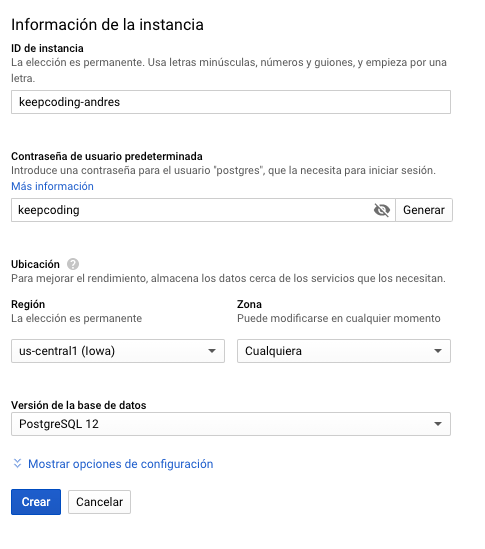 Información de la instancia
ID de instancia
La elección es permanente. Usa letras minúsculas, números y guiones, y empieza por una
letra.
keepcoding-andres
Contraseña de usuario predeterminada
Introduce una contraseña para el usuario "postgres", que la necesita para iniciar sesión.
Más información
keepcoding
Generar
Ubicación ?
Para mejorar el rendimiento, almacena los datos cerca de los servicios que los necesitan.
Región
La elección es permanente
us-central1 (Iowa)
Zona
Puede modificarse en cualquier momento
Cualquiera
Versión de la base de datos
PostgreSQL 12
Mostrar opciones de configuración
Crear
Cancelar